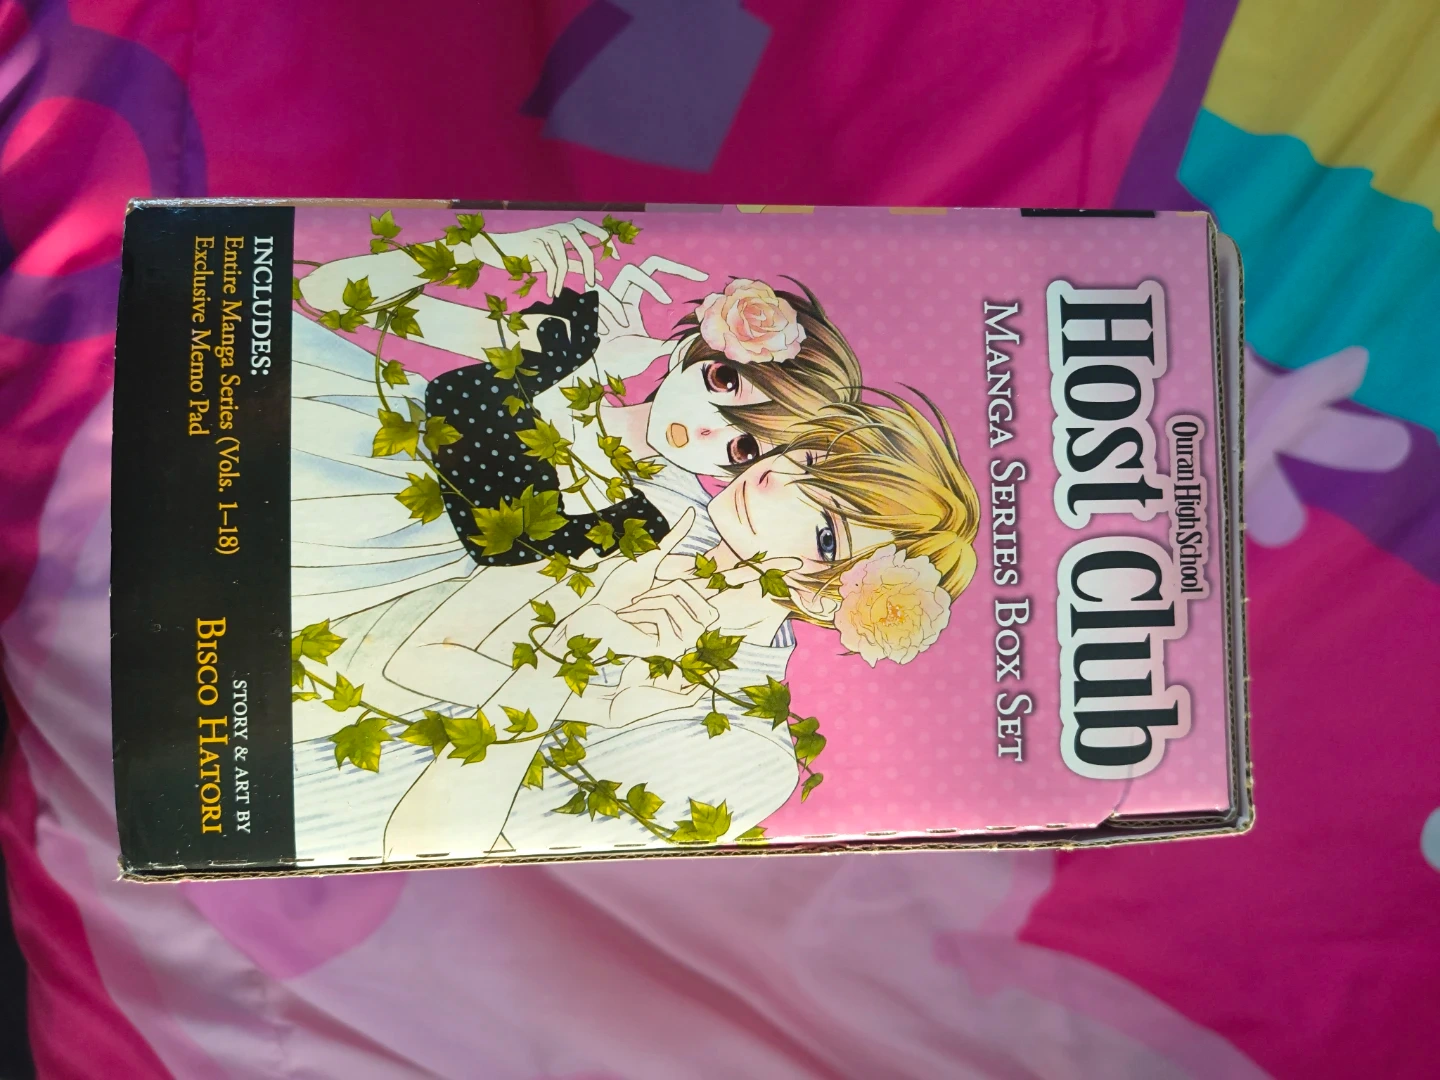 Ouran High School
Host Club
Manga Series Box Set
INCLUDES:
Entire Manga Series (Vols. 1–18)
Exclusive Memo Pad
STORY & ART BY
BISCO HATORI